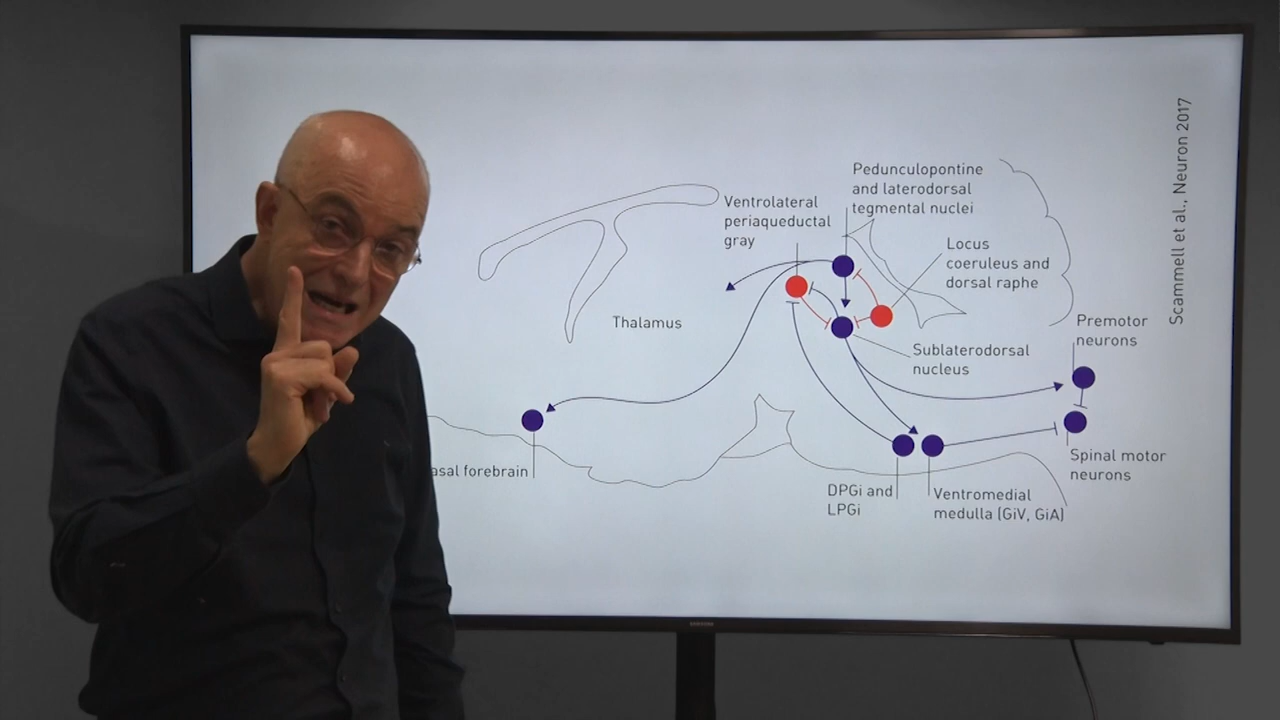 Pedunculopontine
and laterodorsal
tegmental nuclei
Ventrolateral
periaqueductal
gray
Locus
coeruleus and
dorsal raphe
Scammell et al., Neuron 2017
Thalamus
Premotor
neurons
Sublaterodorsal
nucleus
asal forebrain
Spinal motor
neurons
DPGi and
LPGi
Ventromedial
medulla (GiV, GiA)
SAMSUNG